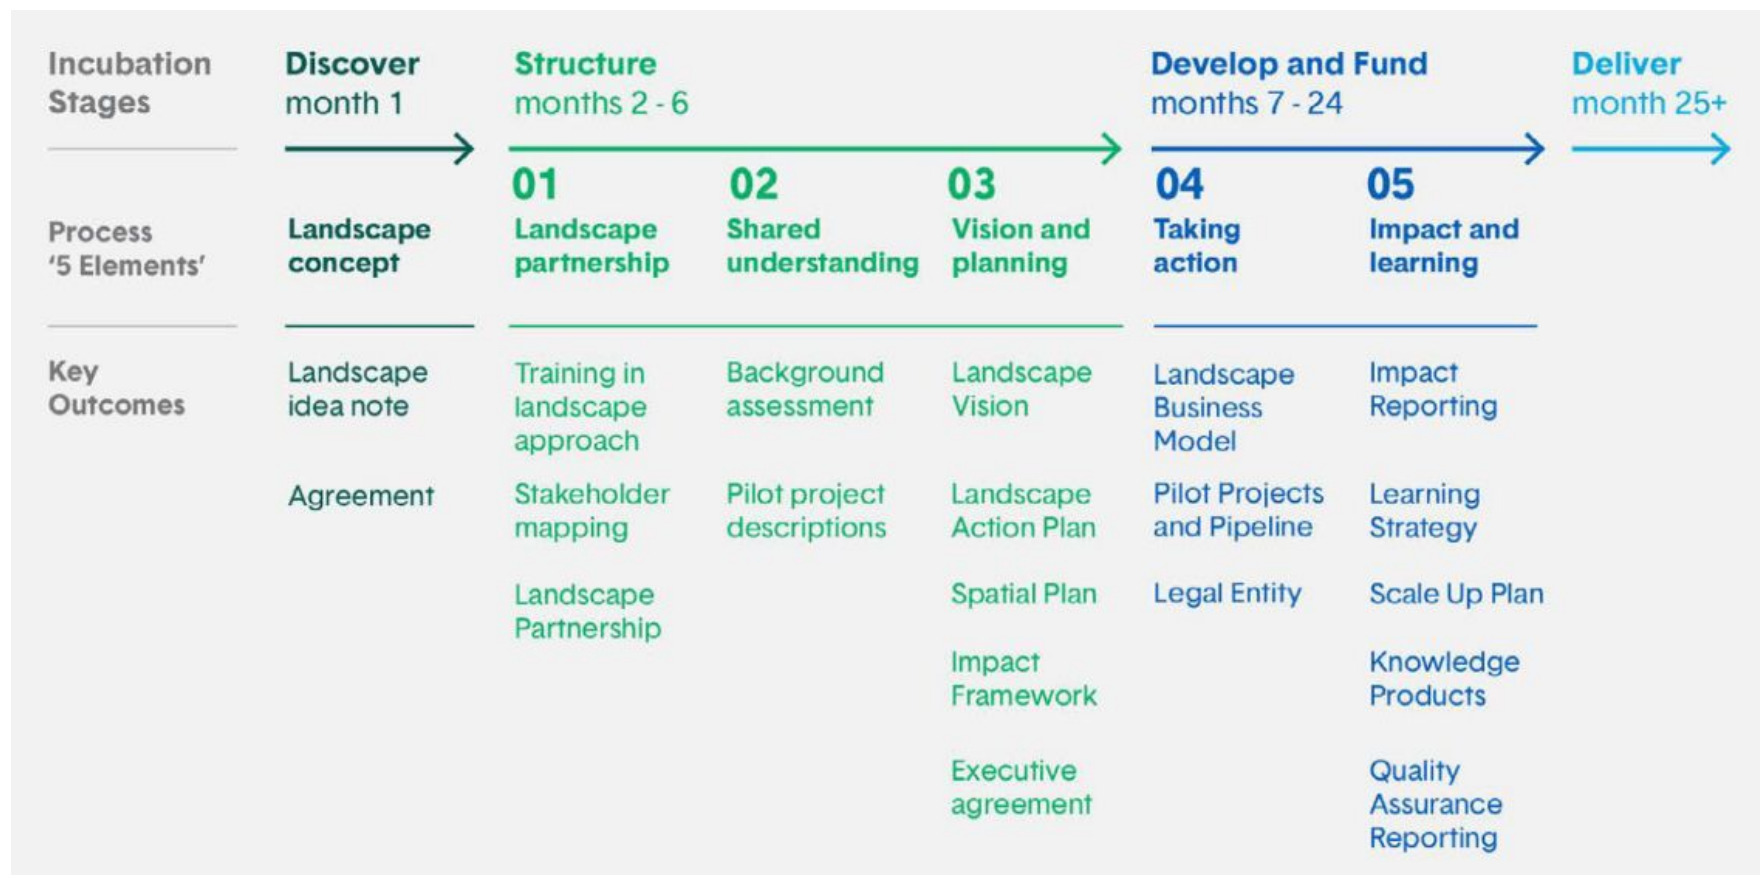 Incubation
Stages
Discover
month 1
Structure
months 2 - 6
Develop and Fund
months 7 - 24
Deliver
month 25+
Process
‘5 Elements’
Landscape
concept
01
Landscape
partnership
02
Shared
understanding
03
Vision and
planning
04
Taking
action
05
Impact and
learning
Key
Outcomes
Landscape
idea note
Agreement
Training in
landscape
approach
Stakeholder
mapping
Landscape
Partnership
Background
assessment
Pilot project
descriptions
Landscape
Vision
Landscape
Action Plan
Spatial Plan
Impact
Framework
Executive
agreement
Landscape
Business
Model
Pilot Projects
and Pipeline
Legal Entity
Impact
Reporting
Learning
Strategy
Scale Up Plan
Knowledge
Products
Quality
Assurance
Reporting